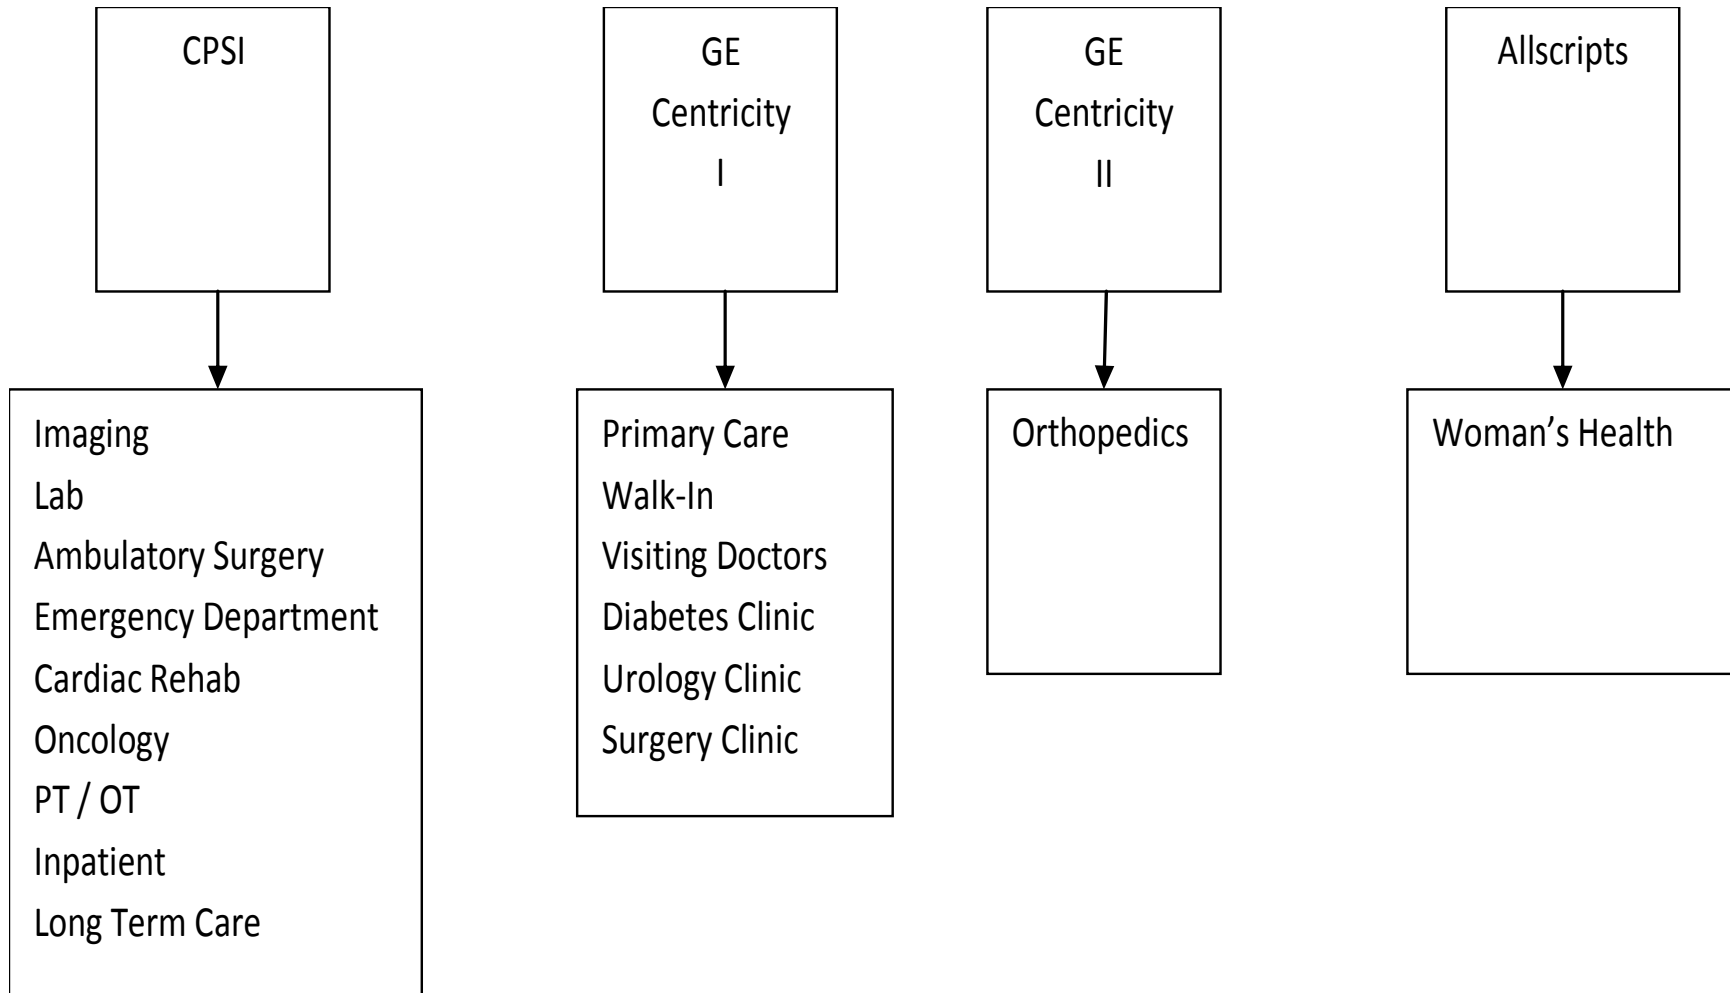 CPSI
GE
Centricity
I
GE
Centricity
II
Allscripts
Imaging
Lab
Ambulatory Surgery
Emergency Department
Cardiac Rehab
Oncology
PT / OT
Inpatient
Long Term Care
Primary Care
Walk-In
Visiting Doctors
Diabetes Clinic
Urology Clinic
Surgery Clinic
Orthopedics
Woman’s Health